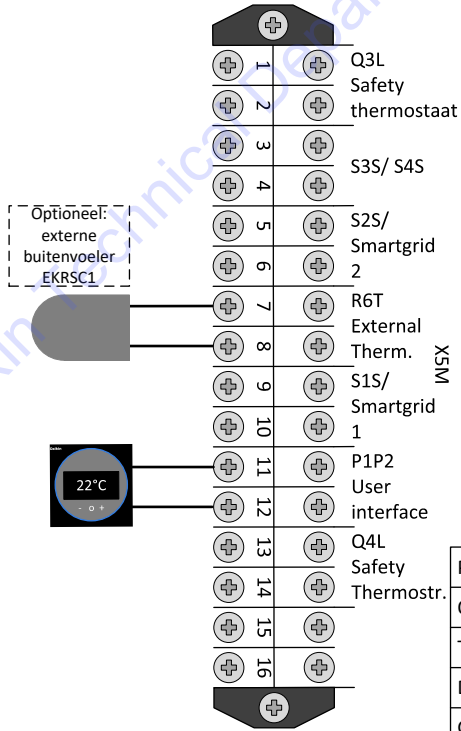 1
Q3L
Safety
2
thermostaat
3
S3S/ S4S
4
Optioneel:
externe
buitenvoeler
EKRSC1
5
S2S/
Smartgrid
6
2
7
R6T
External
8
Therm.
X5M
9
S1S/
Smartgrid
10
1
Daikin
22°C
- o +
11
P1P2
User
12
interface
13
Q4L
Safety
14
Thermostr.
15
16
Technical